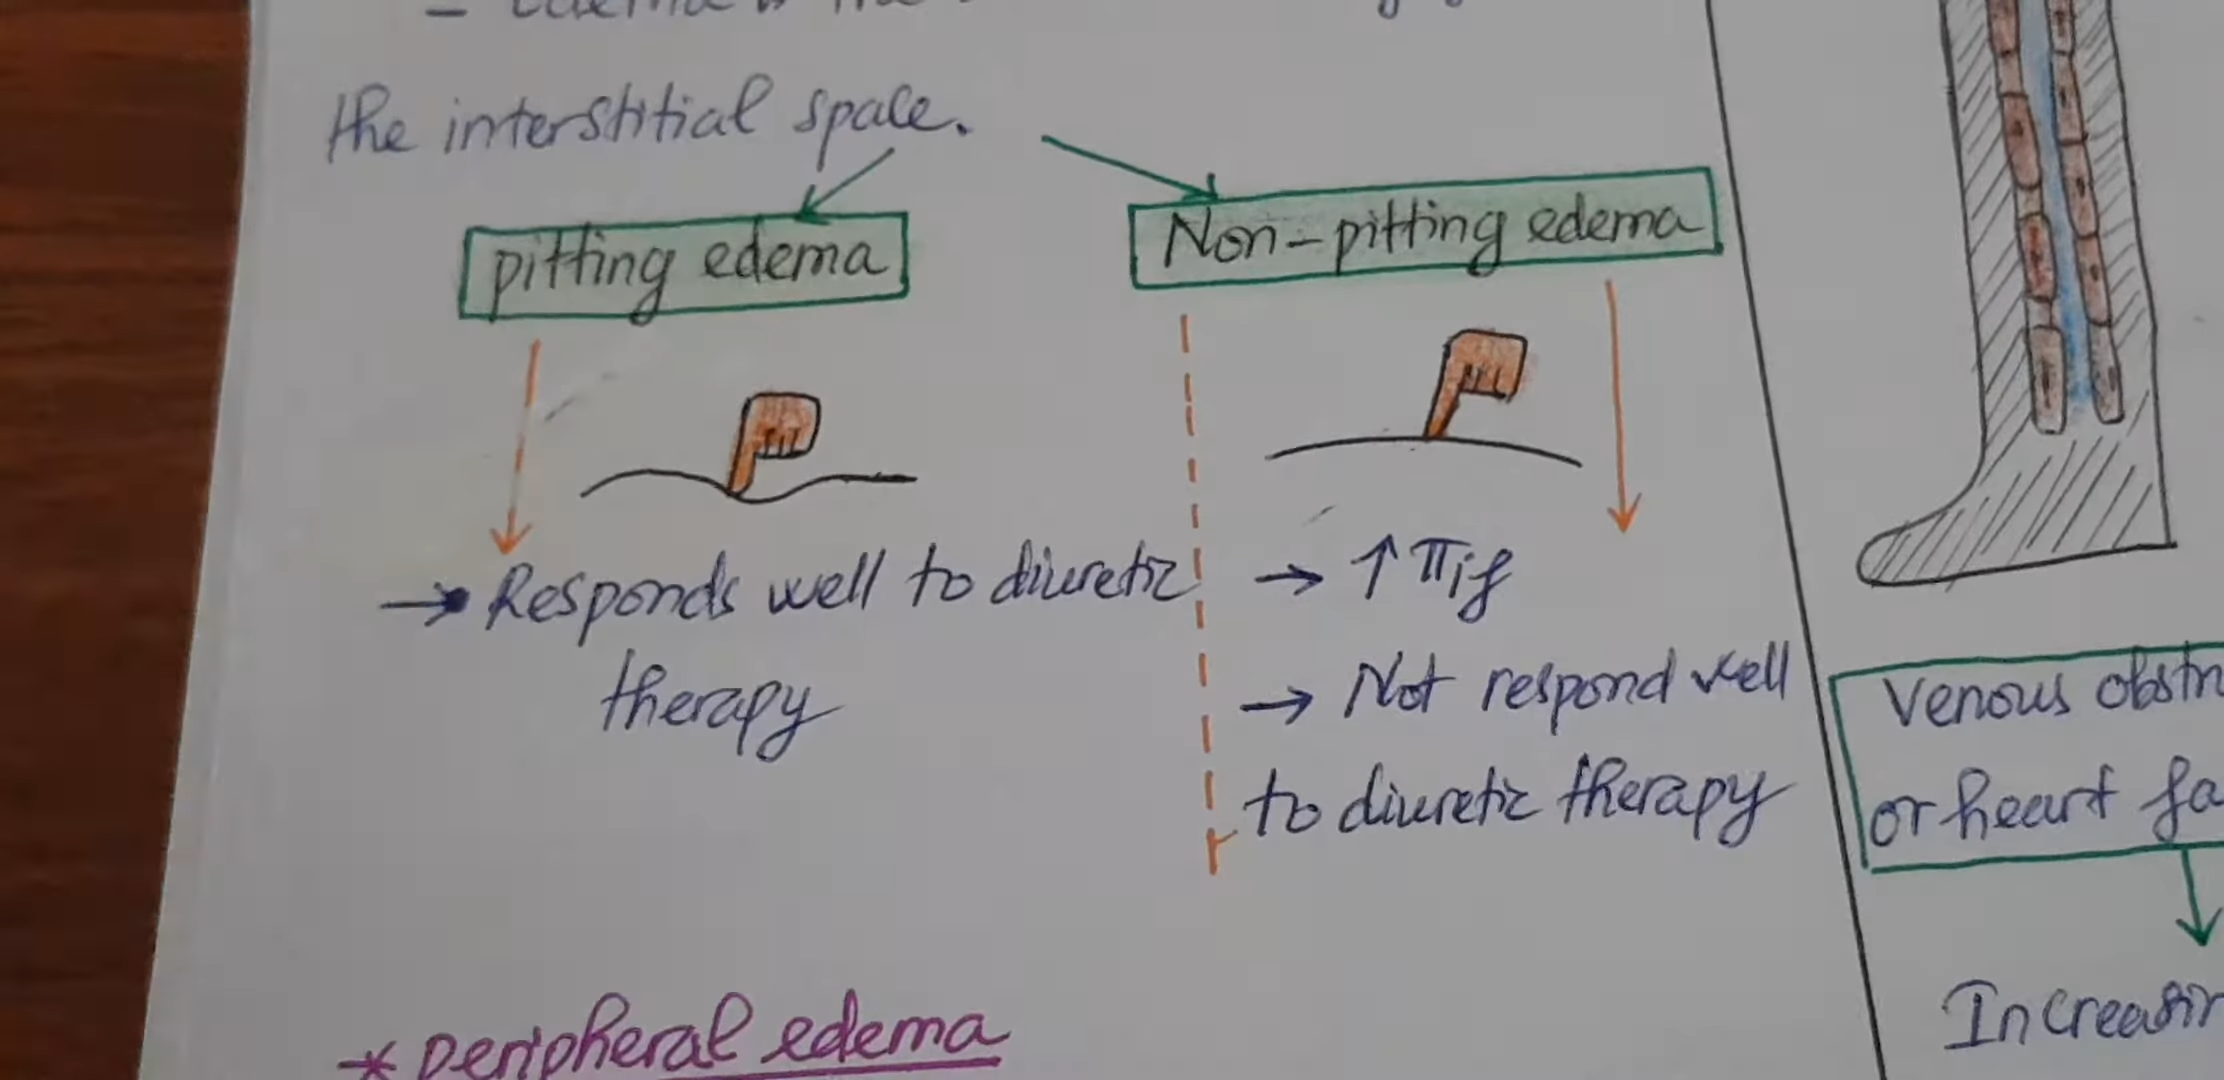 the interstitial space.
pitting edema
Non-pitting edema
→ Responds well to diuretic
therapy
→ ↑ πif
→ Not respond well
to diuretic therapy
* Peripheral edema
Venous
or heart